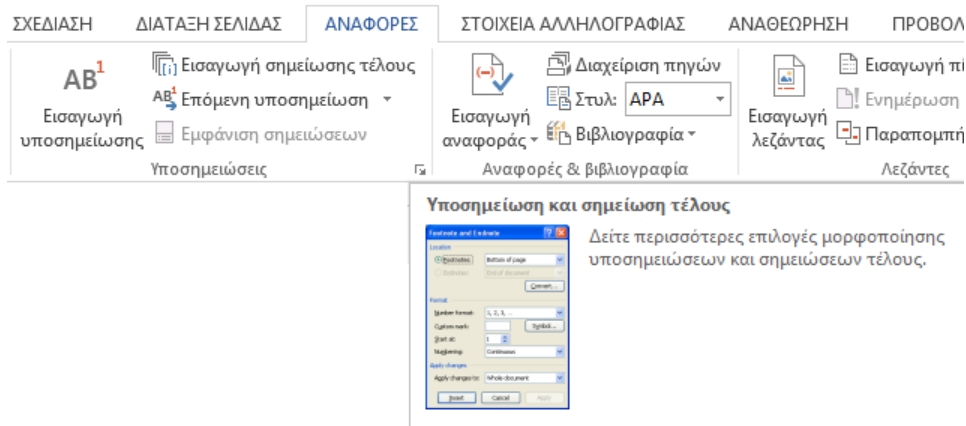 ΣΧΕΔΙΑΣΗ ΔΙΑΤΑΞΗ ΣΕΛΙΔΑΣ ΑΝΑΦΟΡΕΣ ΣΤΟΙΧΕΙΑ ΑΛΛΗΛΟΓΡΑΦΙΑΣ ΑΝΑΘΕΩΡΗΣΗ ΠΡΟΒΟΛ
AB1
Εισαγωγή
υποσημείωσης
[i] Εισαγωγή σημείωσης τέλους
AB1 Επόμενη υποσημείωση
Εμφάνιση σημειώσεων
Υποσημειώσεις
(-)
Εισαγωγή
αναφοράς
Διαχείριση πηγών
Στυλ: APA
Βιβλιογραφία
Αναφορές & βιβλιογραφία
Εισαγωγή
λεζάντας
Εισαγωγή πί
Ενημέρωση
Παραπομπή
Λεζάντες
Υποσημείωση και σημείωση τέλους
Δείτε περισσότερες επιλογές μορφοποίησης
υποσημειώσεων και σημειώσεων τέλους.
Footnote and Endnote
Location
Footnotes: Bottom of page
Endnotes: End of document
Convert...
Format
Number format: 1, 2, 3, ...
Custom mark: Symbol...
Start at: 1
Numbering: Continuous
Apply changes
Apply changes to: Whole document
Insert Cancel Apply